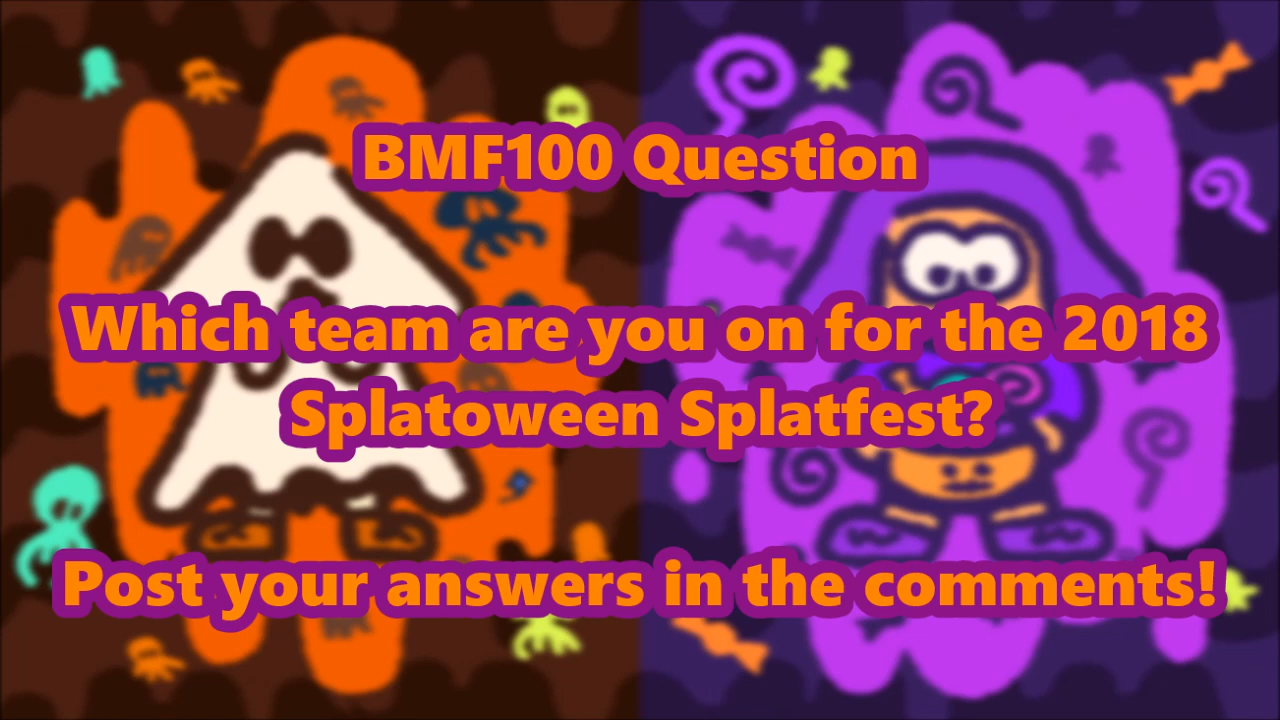 BMF100 Question
Which team are you on for the 2018
Splatoween Splatfest?
Post your answers in the comments!